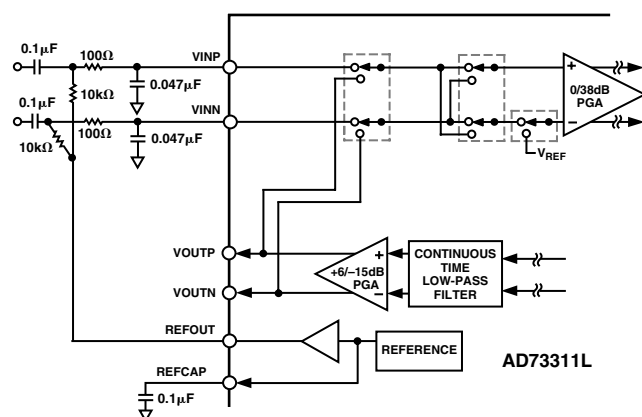 0.1μF
100Ω
VINP
10kΩ
0.047μF
0.1μF
VINN
100Ω
0.047μF
10kΩ
+
0/38dB
PGA
−
VREF
VOUTP
+
+6/−15dB
PGA
−
CONTINUOUS
TIME
LOW-PASS
FILTER
VOUTN
REFOUT
REFERENCE
REFCAP
0.1μF
AD73311L